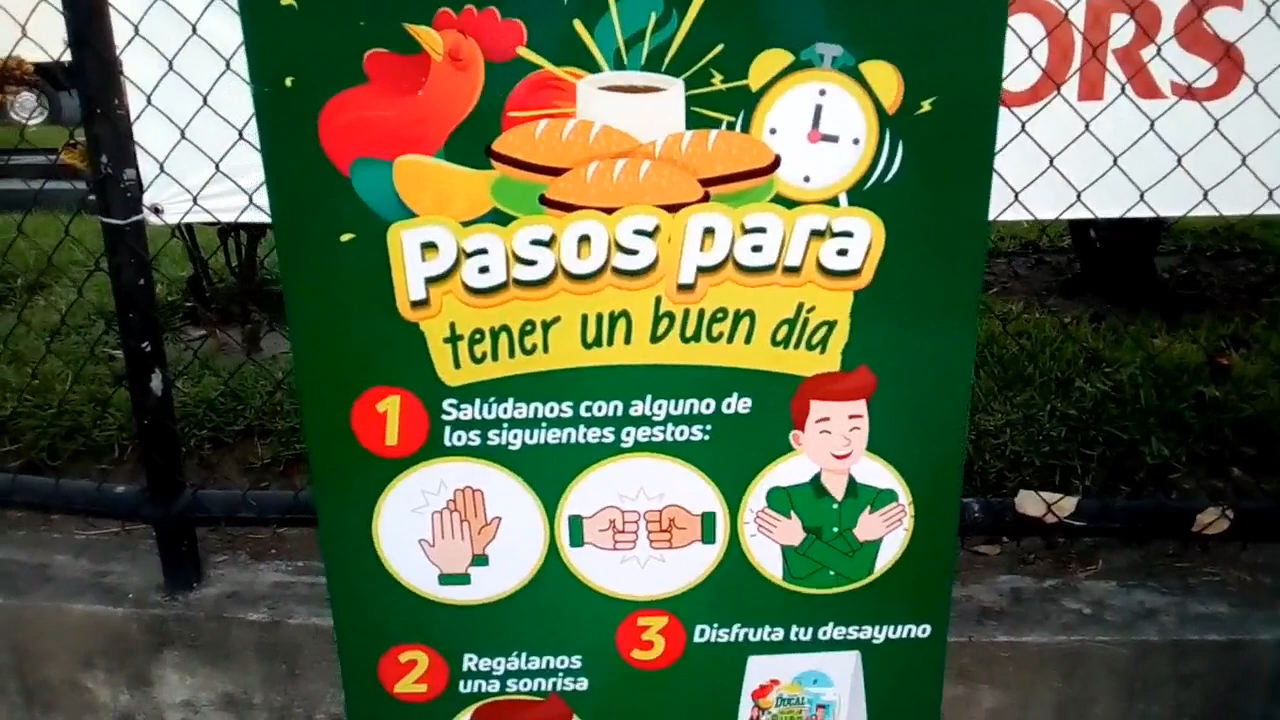 ORS
Pasos para
tener un buen día
1
Salúdanos con alguno de
los siguientes gestos:
2
Regálanos
una sonrisa
3
Disfruta tu desayuno
DUCAL